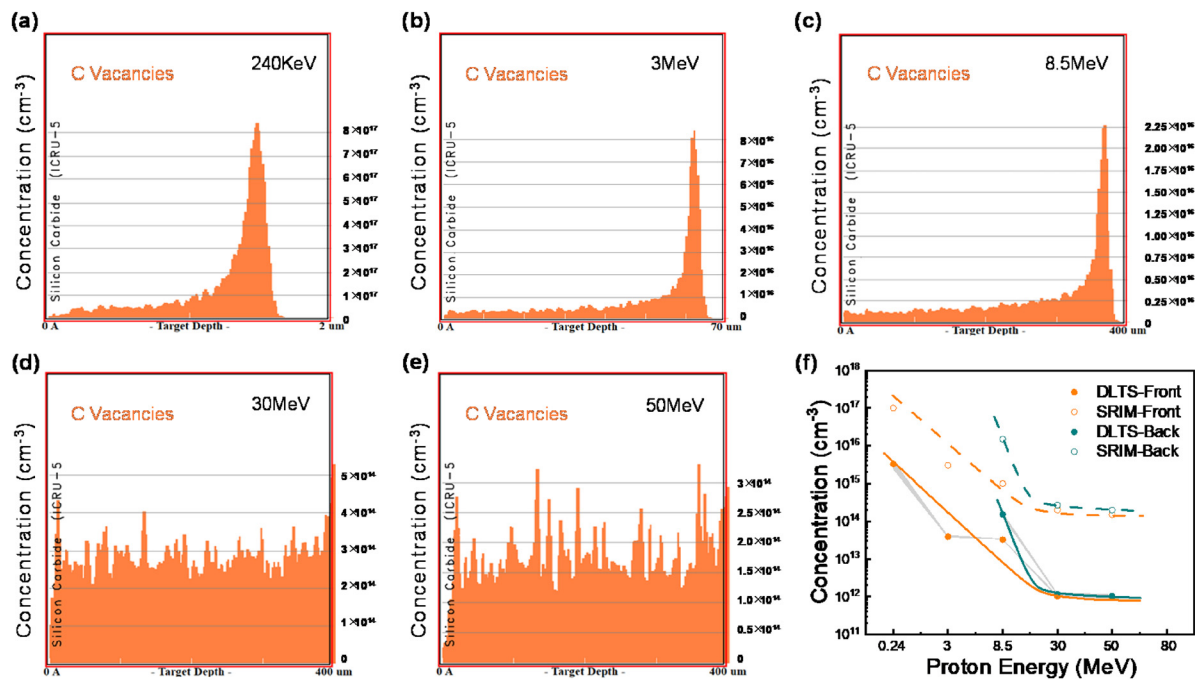 (a)
Concentration (cm⁻³)
C Vacancies
240KeV
Silicon Carbide (ICRU-5
8×10¹⁷
7×10¹⁷
6×10¹⁷
5×10¹⁷
4×10¹⁷
3×10¹⁷
2×10¹⁷
1×10¹⁷
0
0 A
- Target Depth -
2 um
(b)
Concentration (cm⁻³)
C Vacancies
3MeV
Silicon Carbide (ICRU-5
8×10¹⁶
7×10¹⁶
6×10¹⁶
5×10¹⁶
4×10¹⁶
3×10¹⁶
2×10¹⁶
1×10¹⁶
0
0 A
- Target Depth -
70 um
(c)
Concentration (cm⁻³)
C Vacancies
8.5MeV
Silicon Carbide (ICRU-5
2.25×10¹⁶
2.00×10¹⁶
1.75×10¹⁶
1.50×10¹⁶
1.25×10¹⁶
1.00×10¹⁶
0.75×10¹⁶
0.50×10¹⁶
0.25×10¹⁶
0
0 A
- Target Depth -
400 um
(d)
Concentration (cm⁻³)
C Vacancies
30MeV
Silicon Carbide (ICRU-5
5×10¹⁴
4×10¹⁴
3×10¹⁴
2×10¹⁴
1×10¹⁴
0
0 A
- Target Depth -
400 um
(e)
Concentration (cm⁻³)
C Vacancies
50MeV
Silicon Carbide (ICRU-5
3×10¹⁴
2.5×10¹⁴
2.0×10¹⁴
1.5×10¹⁴
1×10¹⁴
0.5×10¹⁴
0
0 A
- Target Depth -
400 um
(f)
Concentration (cm⁻³)
10¹⁸
10¹⁷
10¹⁶
10¹⁵
10¹⁴
10¹³
10¹²
10¹¹
DLTS-Front
SRIM-Front
DLTS-Back
SRIM-Back
0.24
3
8.5
30
50
80
Proton Energy (MeV)